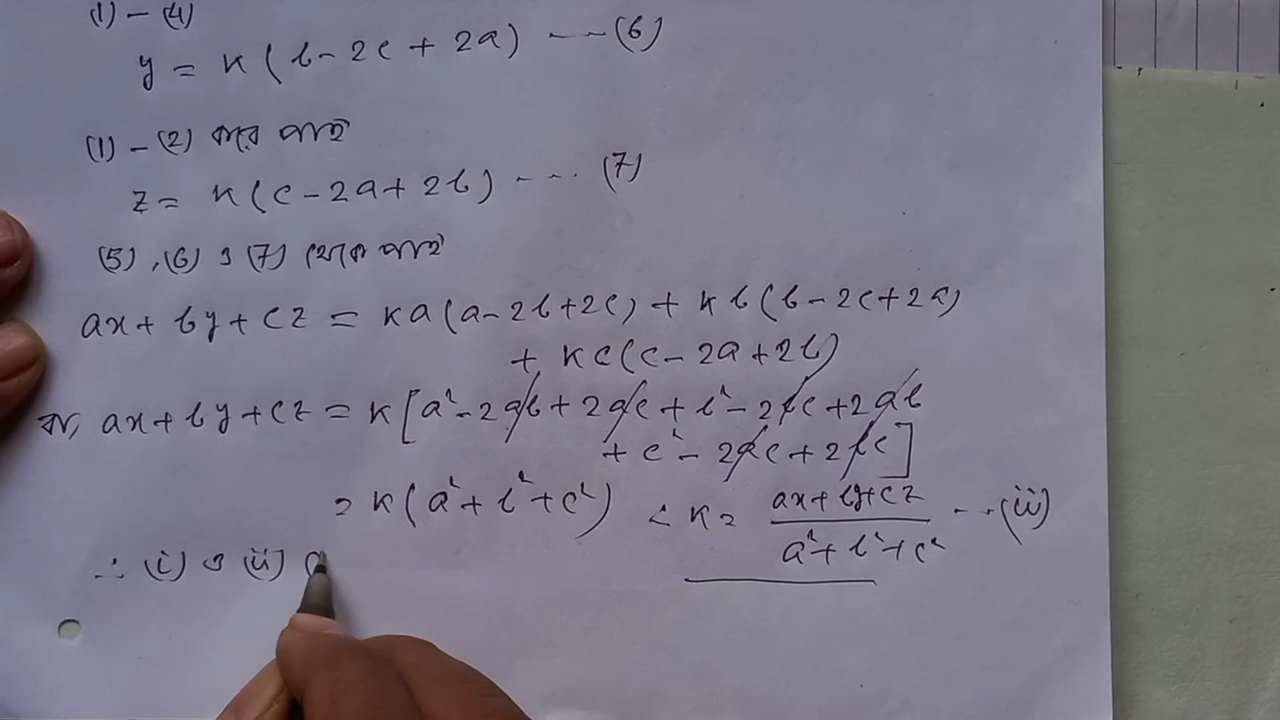 (1) - (4)
y = k(b - 2c + 2a) ---- (6)
(1) - (2) করে পাই
z = k(c - 2a + 2b) ---- (7)
(5), (6) ও (7) থেকে পাই
ax + by + cz = ka(a - 2b + 2c) + kb(b - 2c + 2a)
+ kc(c - 2a + 2b)
বা, ax + by + cz = k[a² - 2ab + 2ac + b² - 2bc + 2ab
+ c² - 2ac + 2bc]
= k(a² + b² + c²) < k = (ax + by + cz)/(a² + b² + c²) --- (ii)
∴ (i) ও (ii)